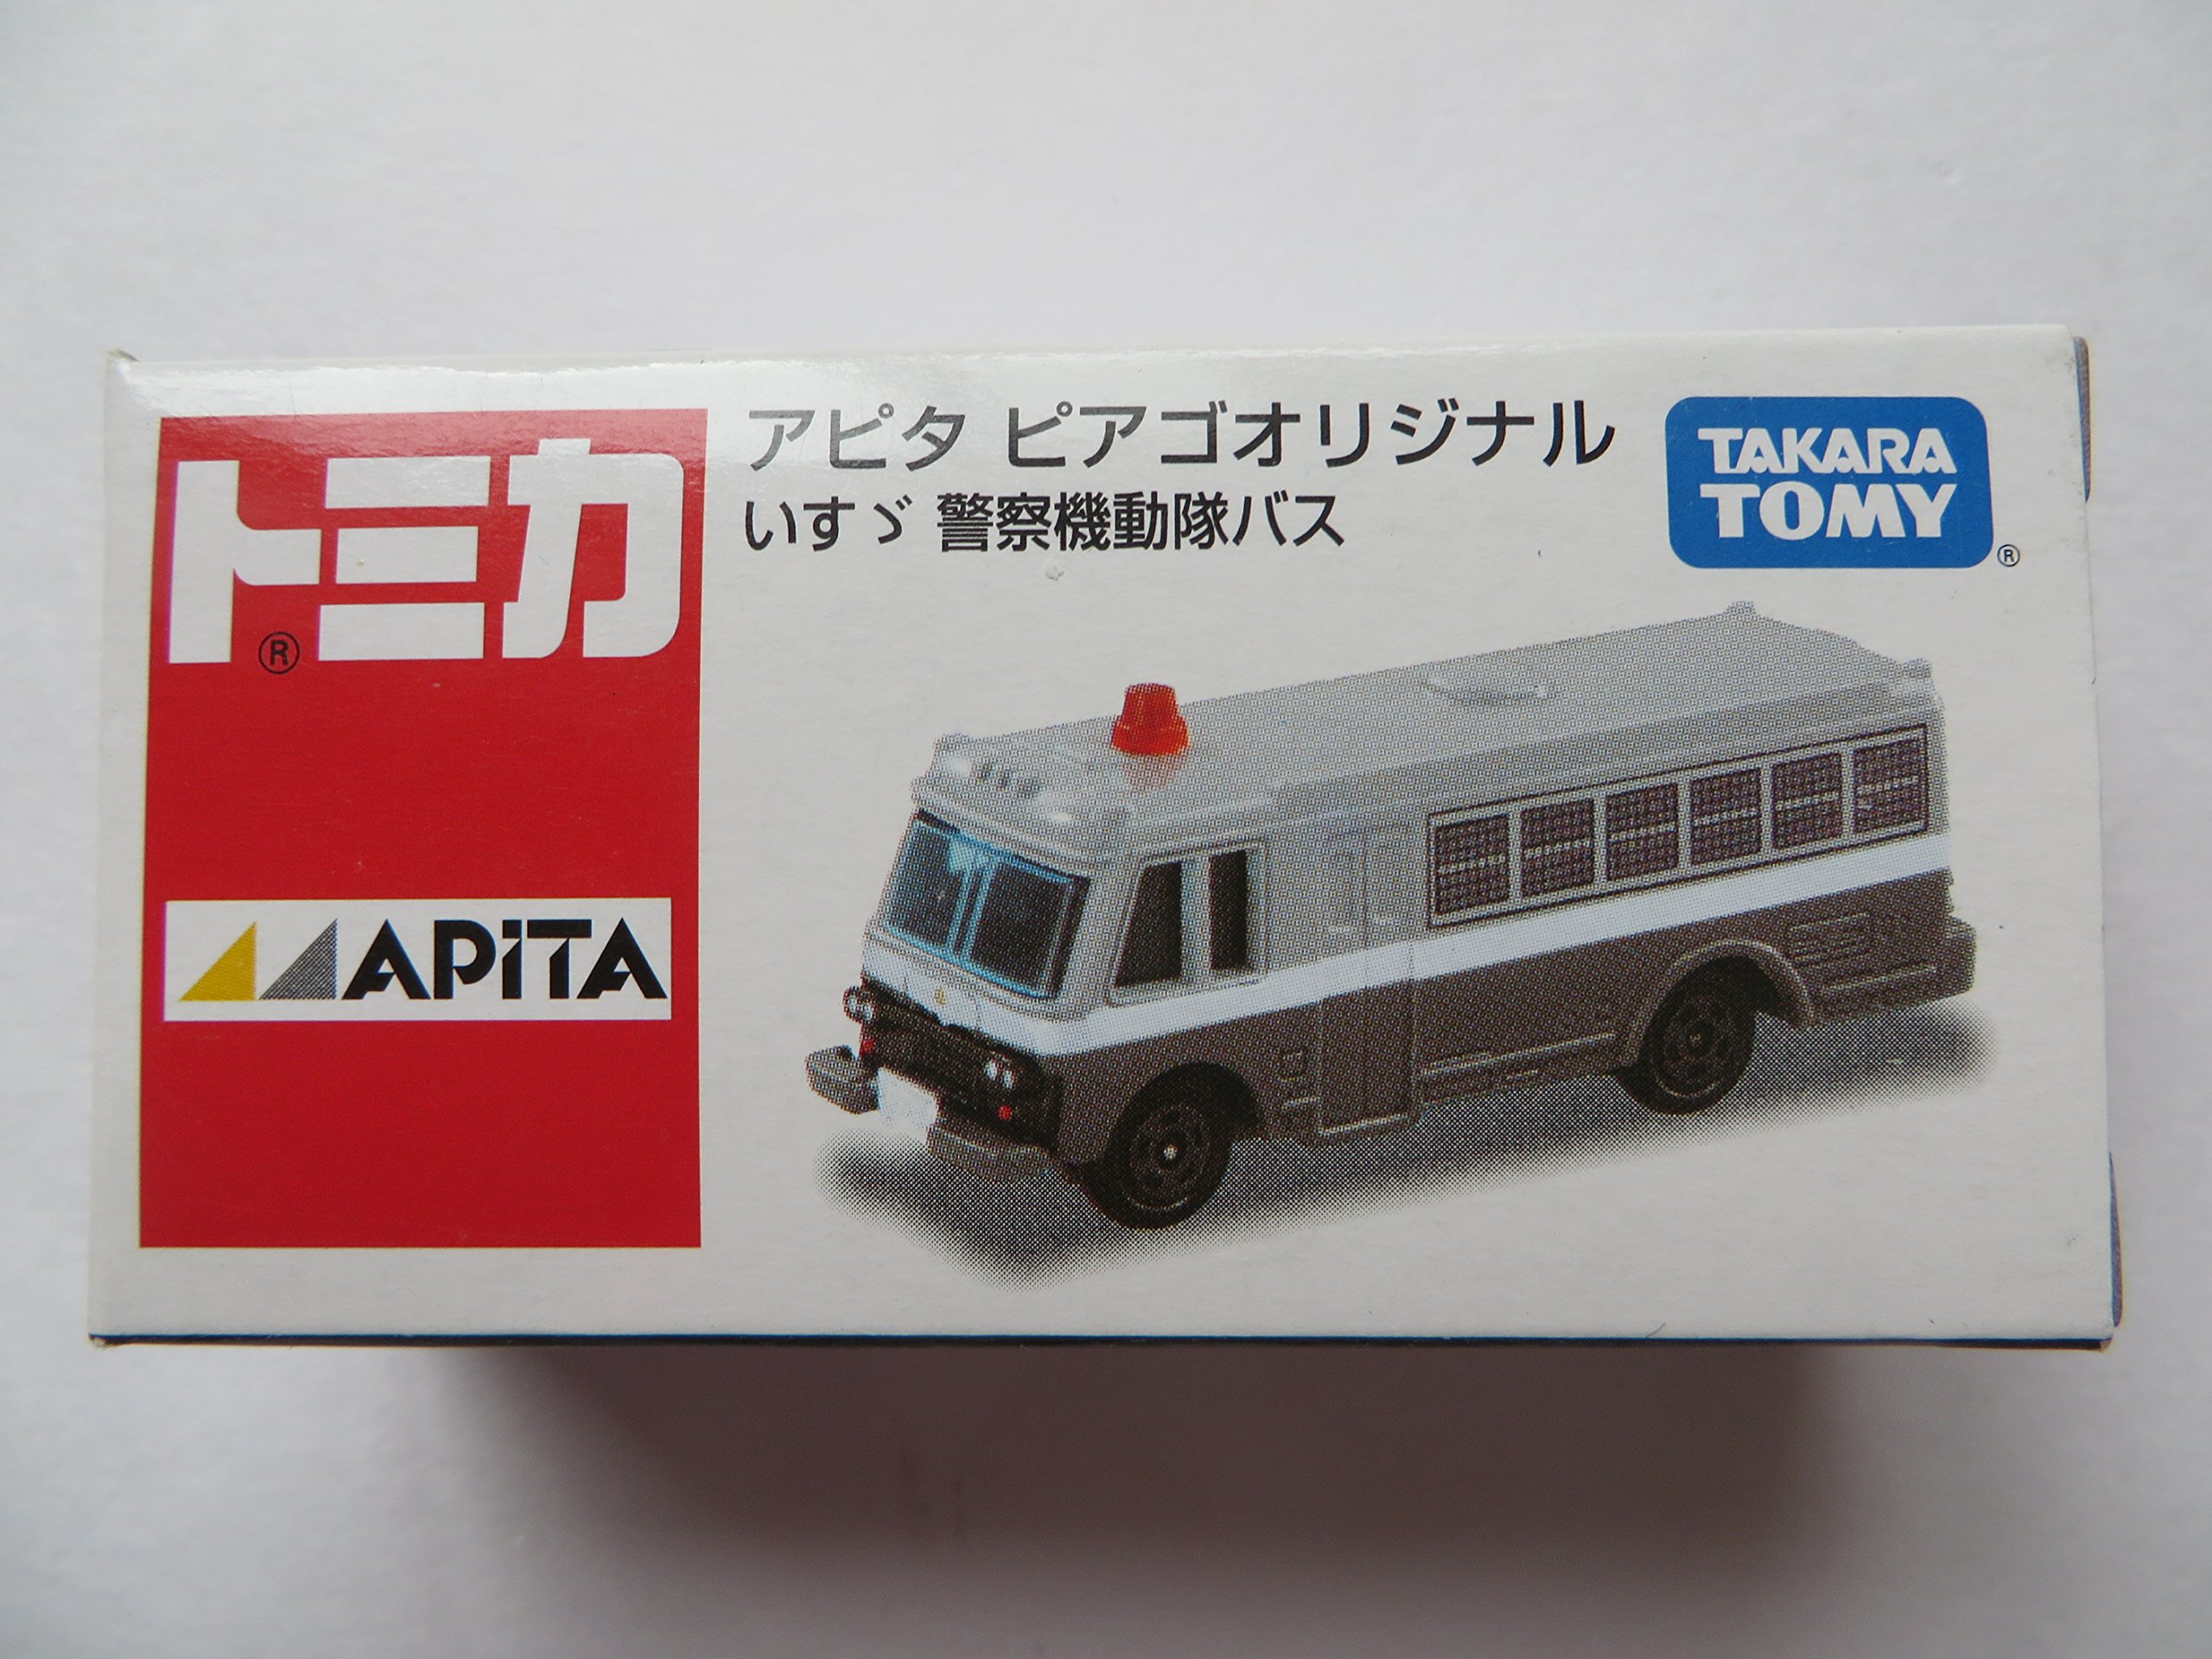 トミカ
®
APiTA
アピタ ピアゴオリジナル
いすゞ 警察機動隊バス
TAKARA
TOMY
®